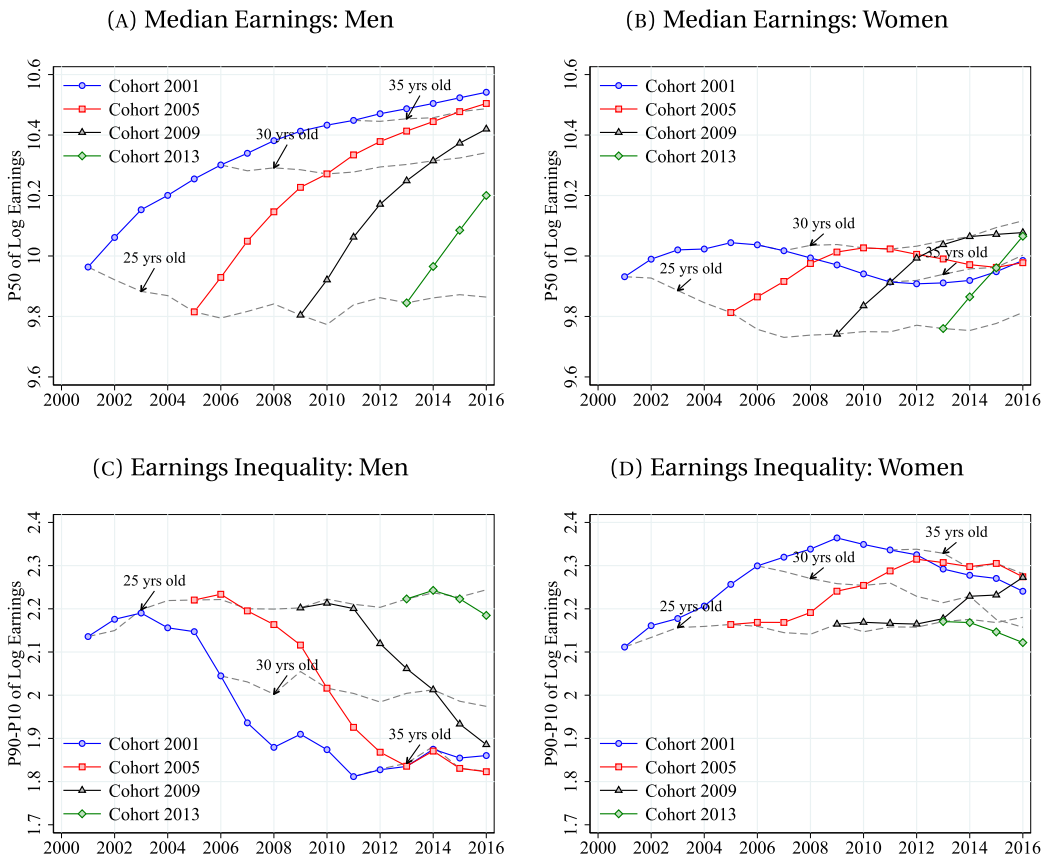 (A) Median Earnings: Men
P50 of Log Earnings
10.6
10.4
10.2
10
9.8
9.6
Cohort 2001
Cohort 2005
Cohort 2009
Cohort 2013
35 yrs old
30 yrs old
25 yrs old
2000 2002 2004 2006 2008 2010 2012 2014 2016
(B) Median Earnings: Women
P50 of Log Earnings
10.6
10.4
10.2
10
9.8
9.6
Cohort 2001
Cohort 2005
Cohort 2009
Cohort 2013
30 yrs old
35 yrs old
25 yrs old
2000 2002 2004 2006 2008 2010 2012 2014 2016
(C) Earnings Inequality: Men
P90-P10 of Log Earnings
2.4
2.3
2.2
2.1
2
1.9
1.8
1.7
25 yrs old
30 yrs old
35 yrs old
Cohort 2001
Cohort 2005
Cohort 2009
Cohort 2013
2000 2002 2004 2006 2008 2010 2012 2014 2016
(D) Earnings Inequality: Women
P90-P10 of Log Earnings
2.4
2.3
2.2
2.1
2
1.9
1.8
1.7
35 yrs old
30 yrs old
25 yrs old
Cohort 2001
Cohort 2005
Cohort 2009
Cohort 2013
2000 2002 2004 2006 2008 2010 2012 2014 2016